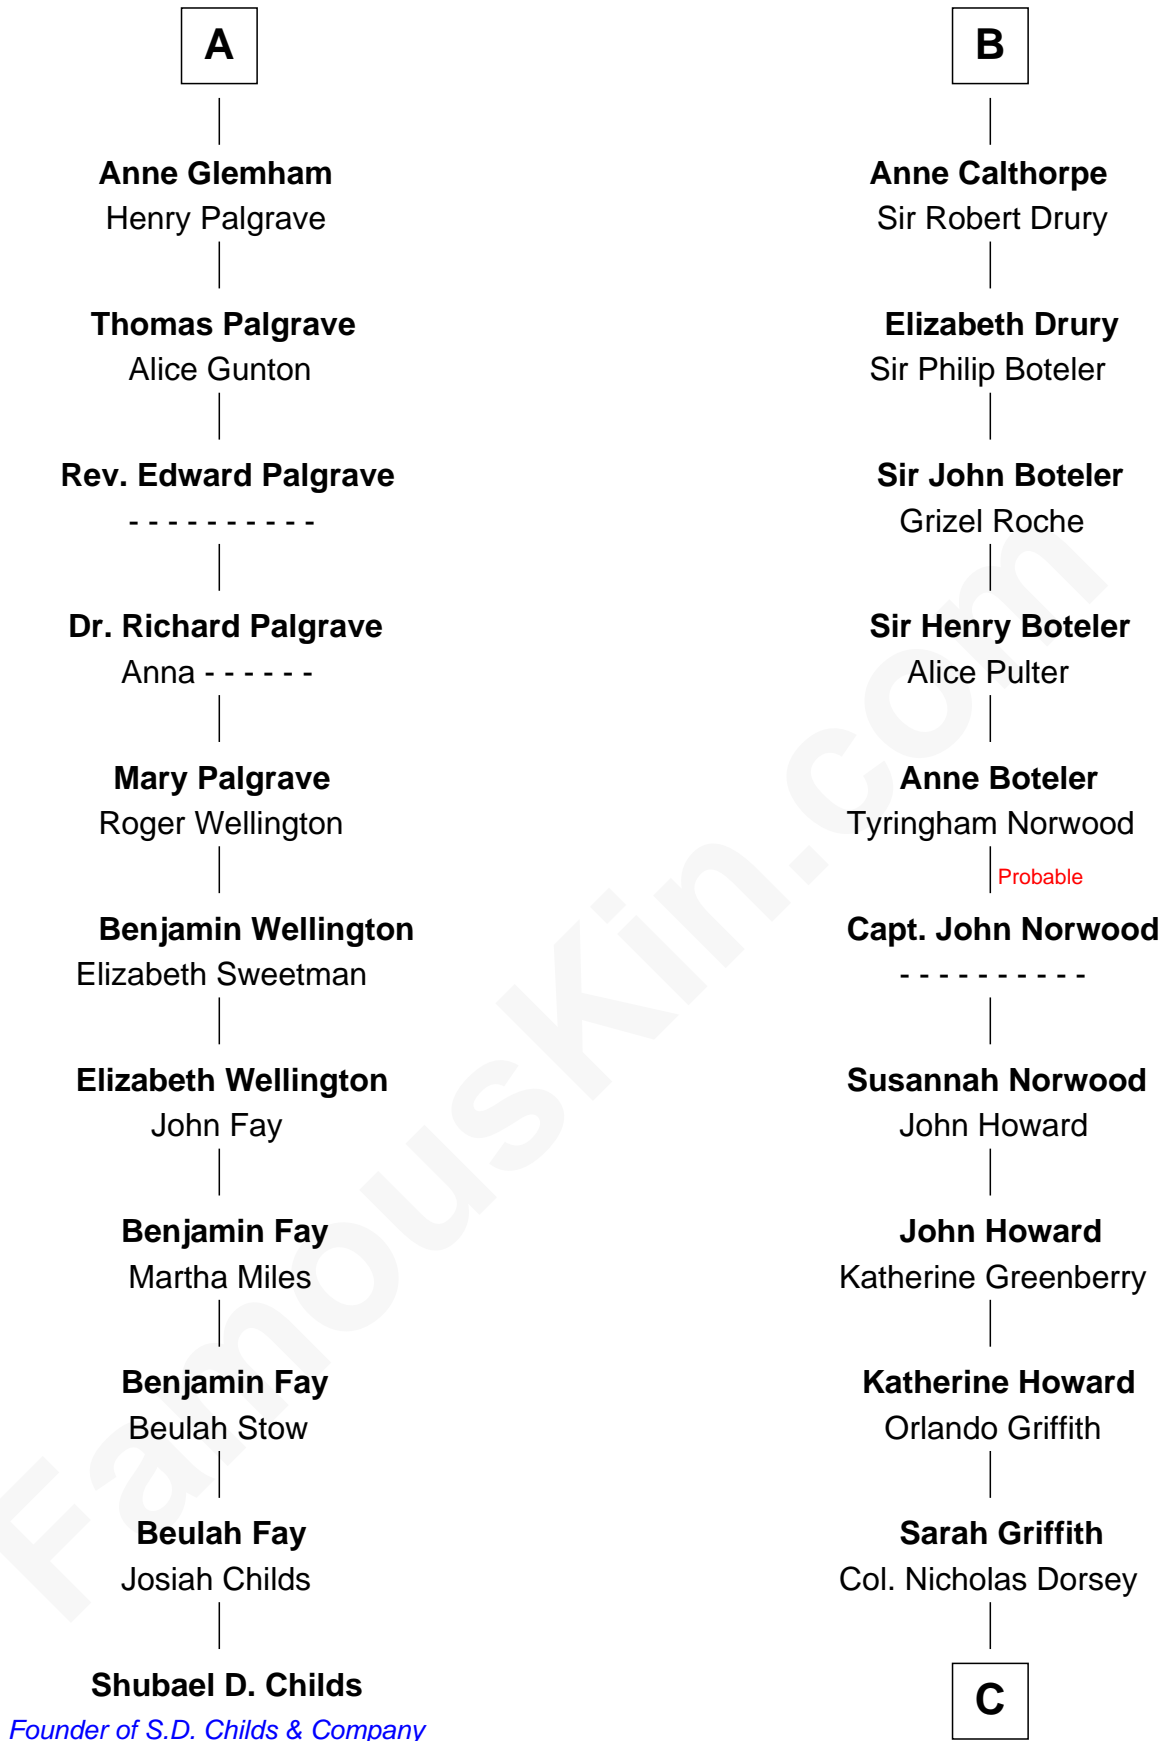 A
Anne Glemham
Henry Palgrave
Thomas Palgrave
Alice Gunton
Rev. Edward Palgrave
- - - - - - - - - -
Dr. Richard Palgrave
Anna - - - - - -
Mary Palgrave
Roger Wellington
Benjamin Wellington
Elizabeth Sweetman
Elizabeth Wellington
John Fay
Benjamin Fay
Martha Miles
Benjamin Fay
Beulah Stow
Beulah Fay
Josiah Childs
Shubael D. Childs
Founder of S.D. Childs & Company
B
Anne Calthorpe
Sir Robert Drury
Elizabeth Drury
Sir Philip Boteler
Sir John Boteler
Grizel Roche
Sir Henry Boteler
Alice Pulter
Anne Boteler
Tyringham Norwood
Probable
Capt. John Norwood
- - - - - - - - - -
Susannah Norwood
John Howard
John Howard
Katherine Greenberry
Katherine Howard
Orlando Griffith
Sarah Griffith
Col. Nicholas Dorsey
C
FamousKin.com